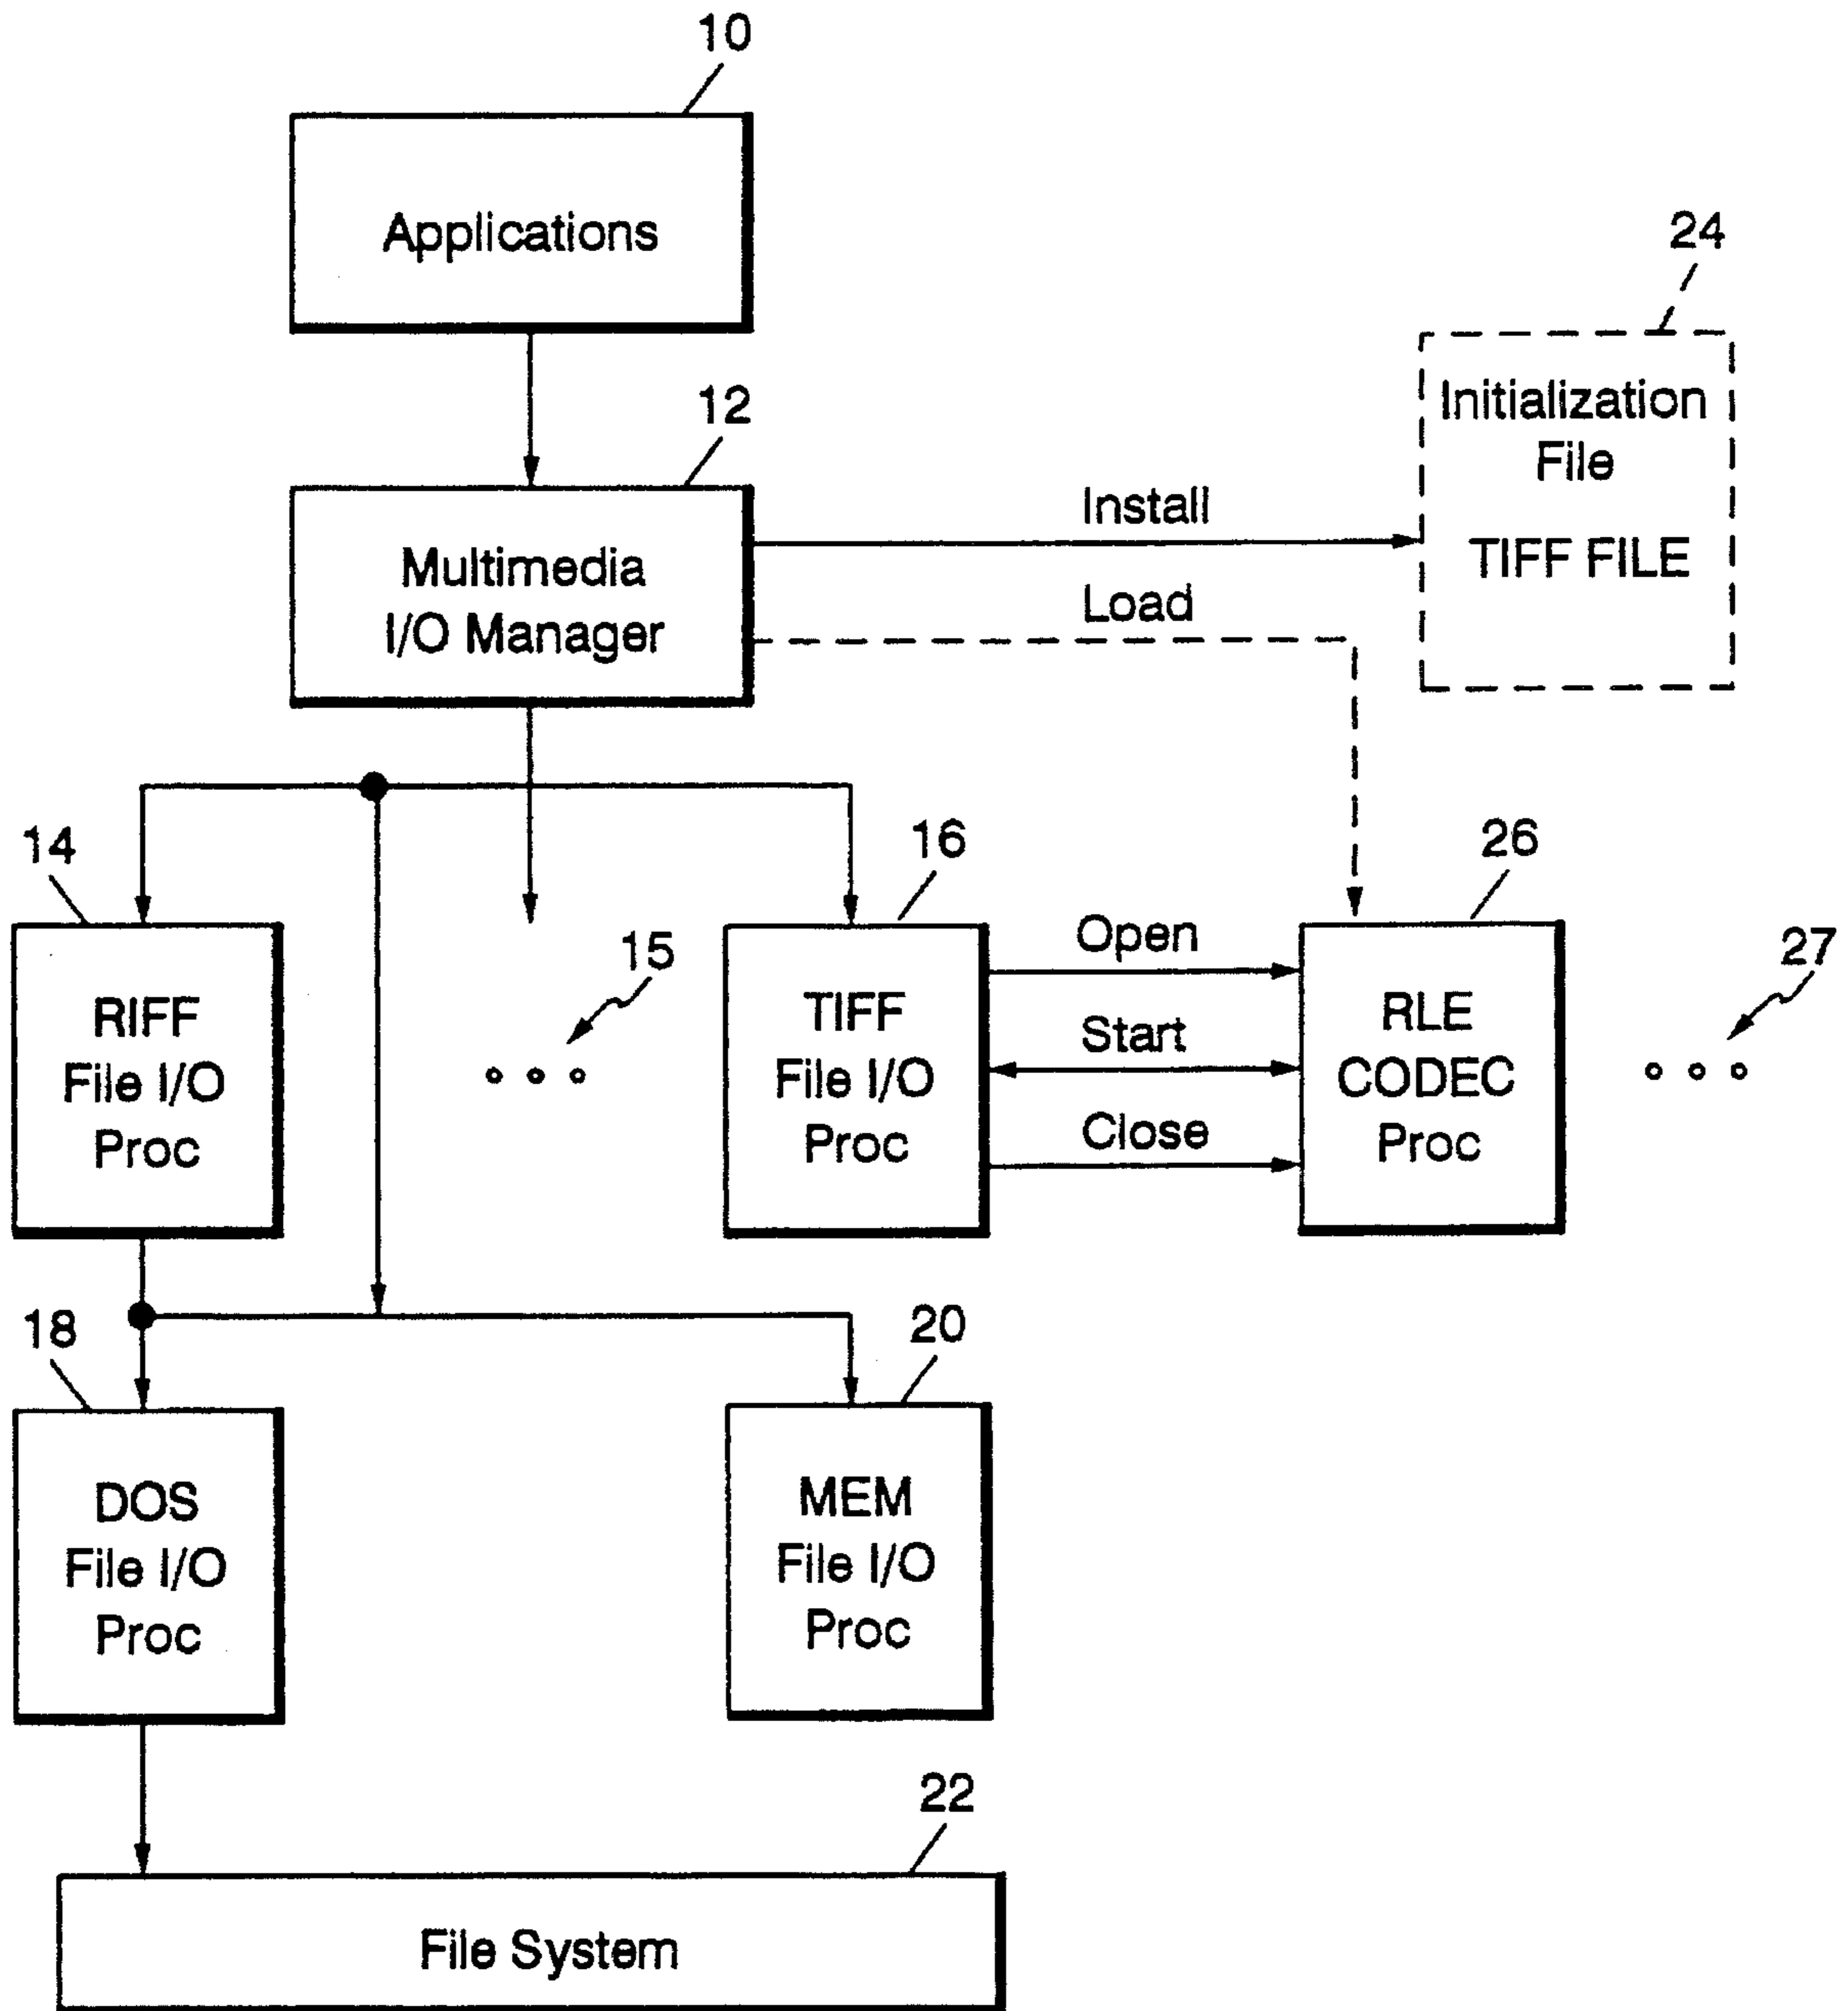 10
Applications
24
Initialization
File
TIFF FILE
12
Multimedia
I/O Manager
Install
Load
14
16
26
15
27
RIFF
File I/O
Proc
TIFF
File I/O
Proc
Open
Start
Close
RLE
CODEC
Proc
18
20
DOS
File I/O
Proc
MEM
File I/O
Proc
22
File System